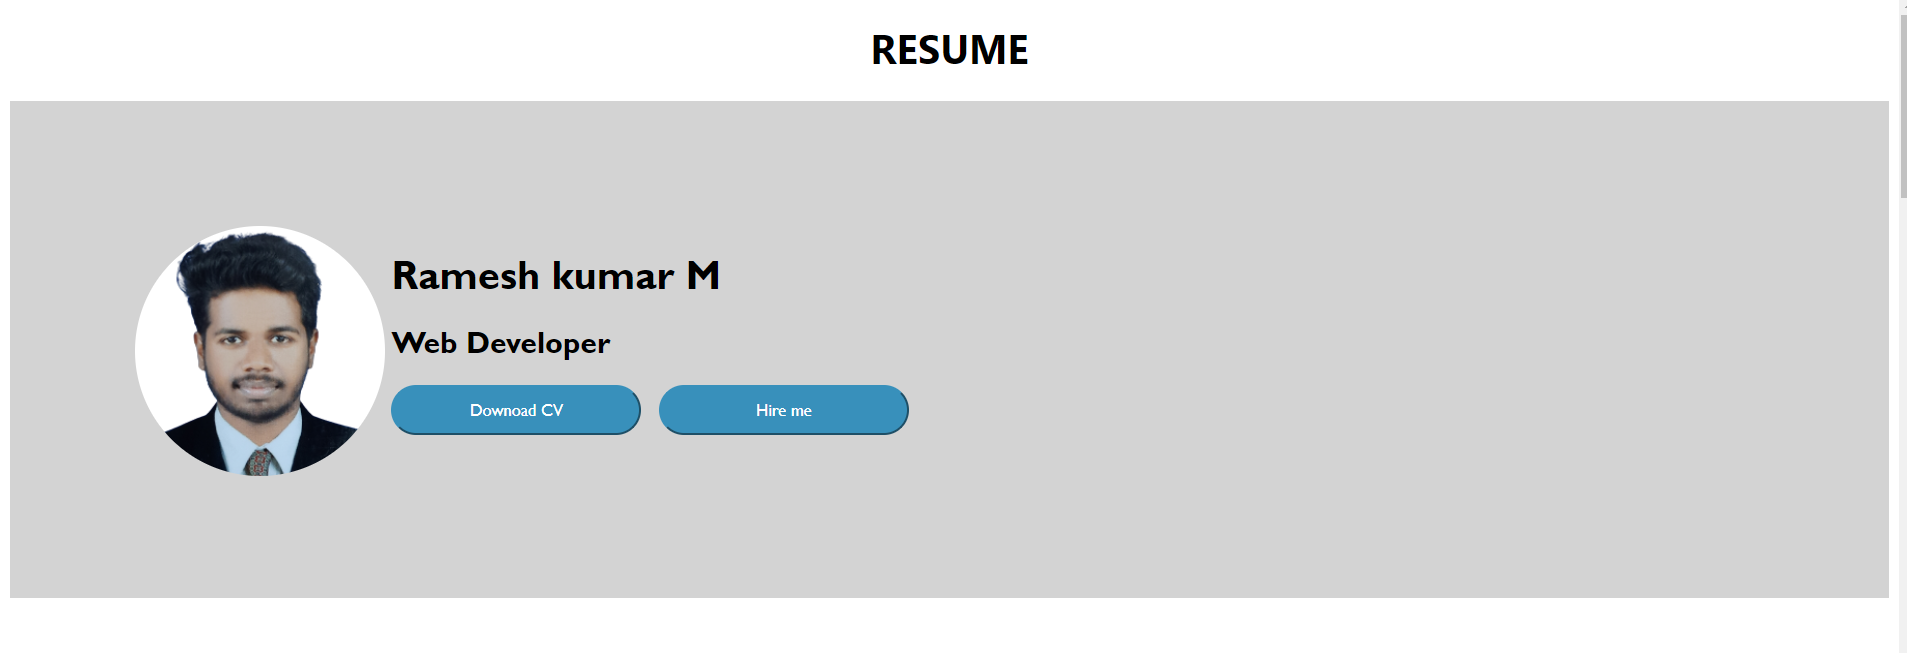 RESUME
Ramesh kumar M
Web Developer
Downoad CV
Hire me